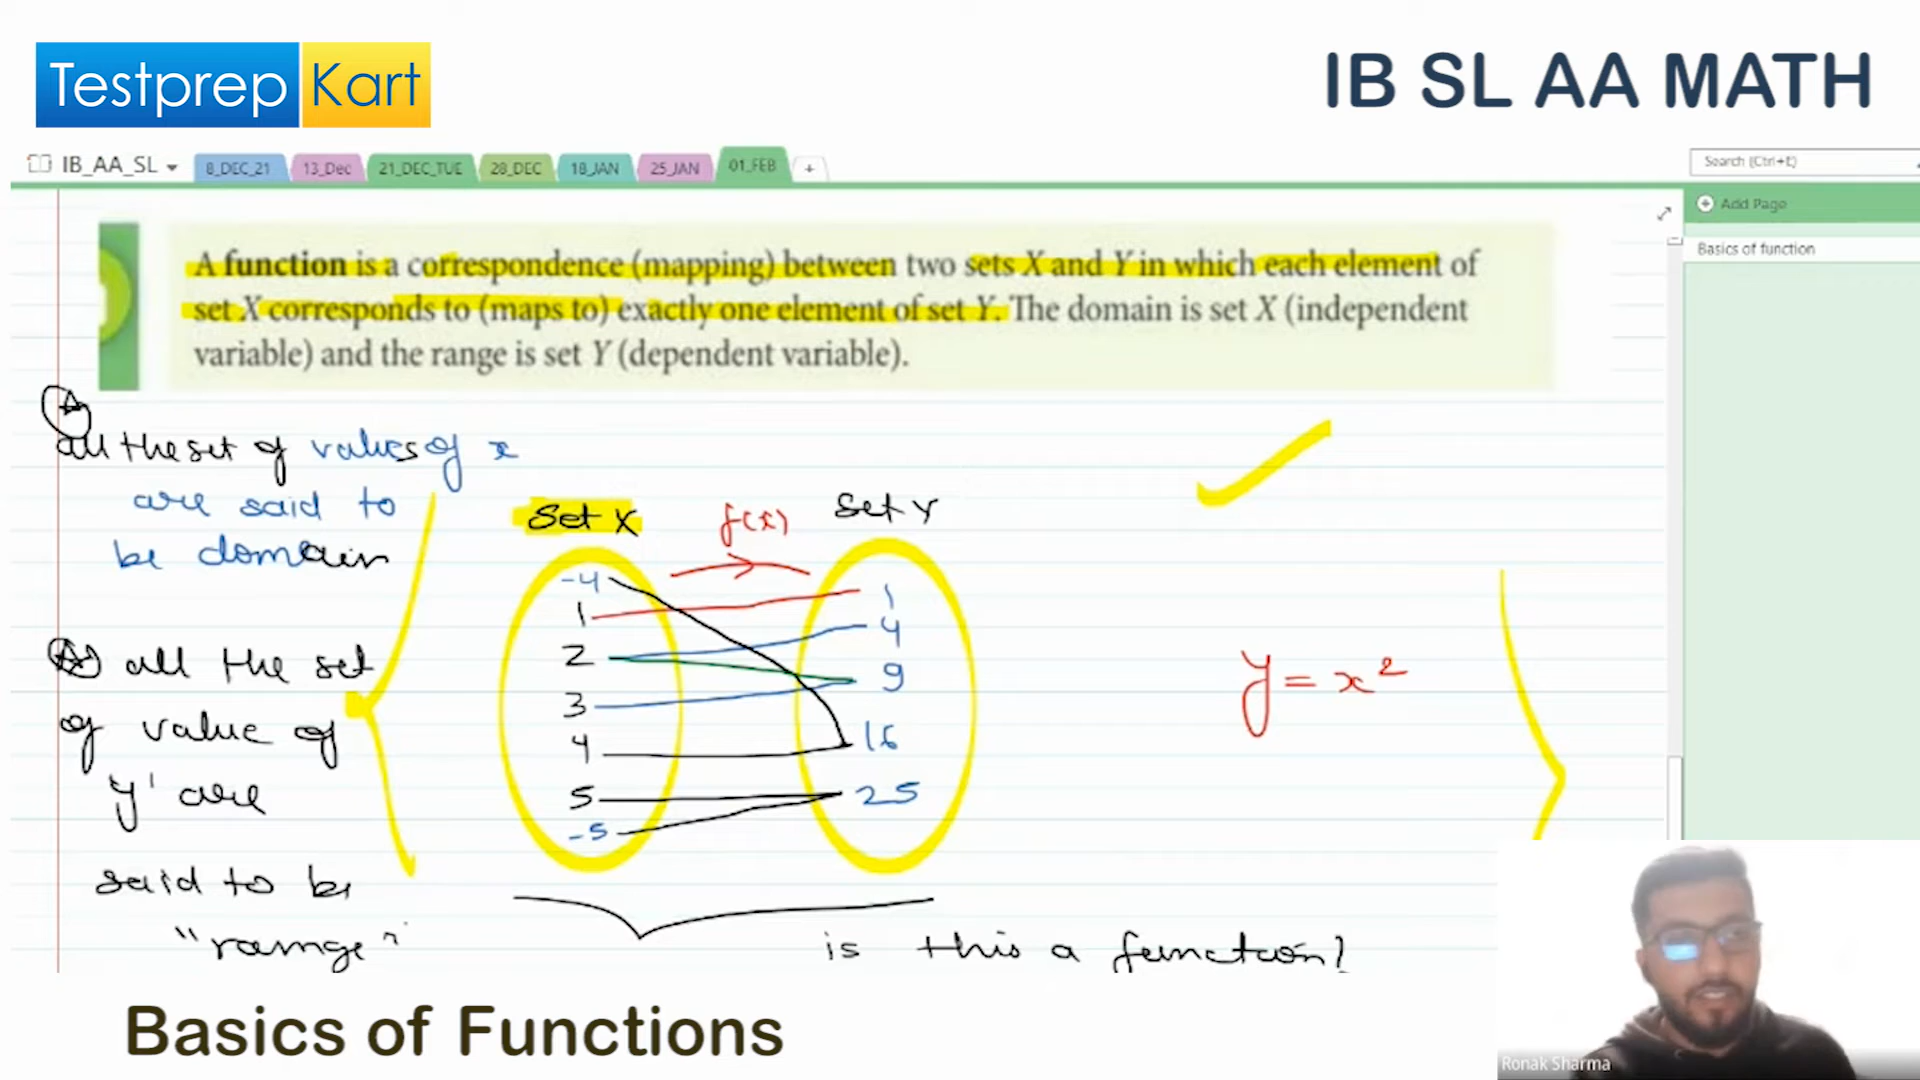 Testprep Kart
IB SL AA MATH
IB_AA_SL
8_DEC_21
13_Dec
21_DEC_TUE
28_DEC
18_JAN
25_JAN
01_FEB
+
Search (Ctrl+E)
Add Page
Basics of function
A function is a correspondence (mapping) between two sets X and Y in which each element of
set X corresponds to (maps to) exactly one element of set Y. The domain is set X (independent
variable) and the range is set Y (dependent variable).
all the set of values of x
are said to
be domain
all the set
of value of
y' are
said to be
"range"
Set X
f(x)
Set Y
-4
1
2
3
4
5
-5
1
4
9
16
25
y = x²
is this a function?
Basics of Functions
Ronak Sharma